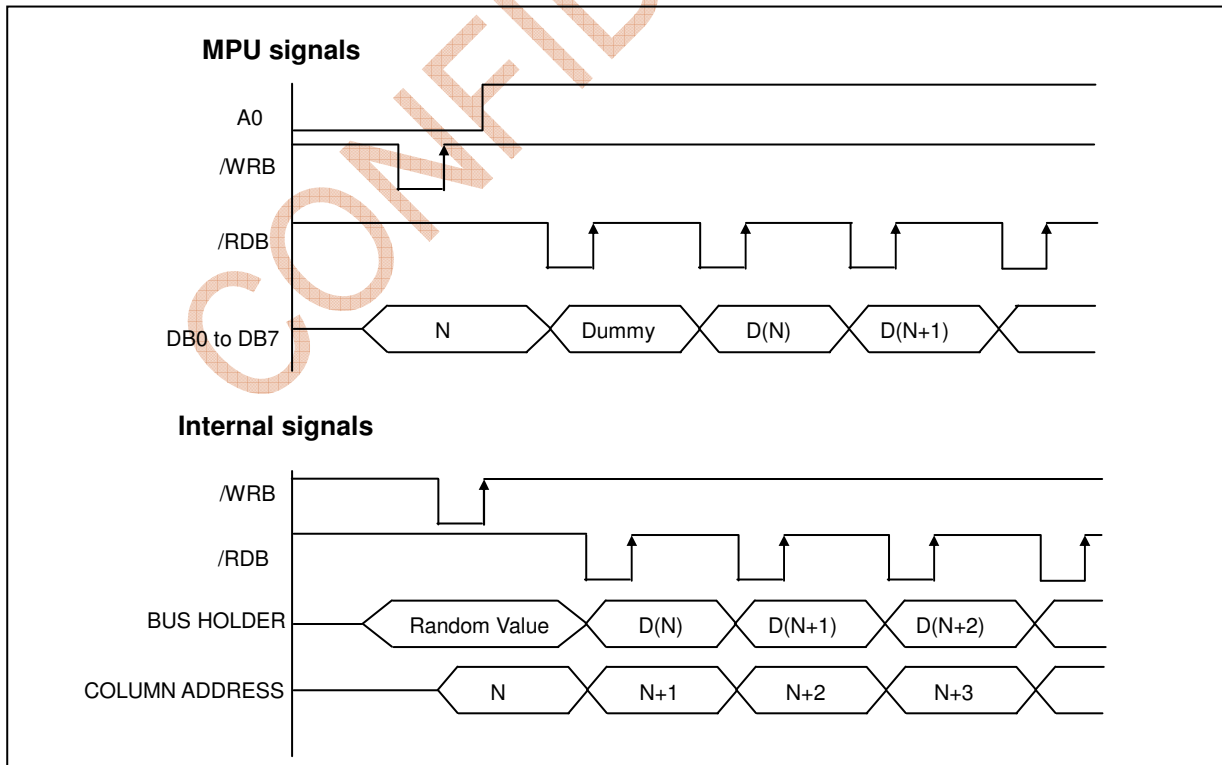 CONFID
MPU signals
A0
/WRB
/RDB
DB0 to DB7 N Dummy D(N) D(N+1)
Internal signals
/WRB
/RDB
BUS HOLDER Random Value D(N) D(N+1) D(N+2)
COLUMN ADDRESS N N+1 N+2 N+3